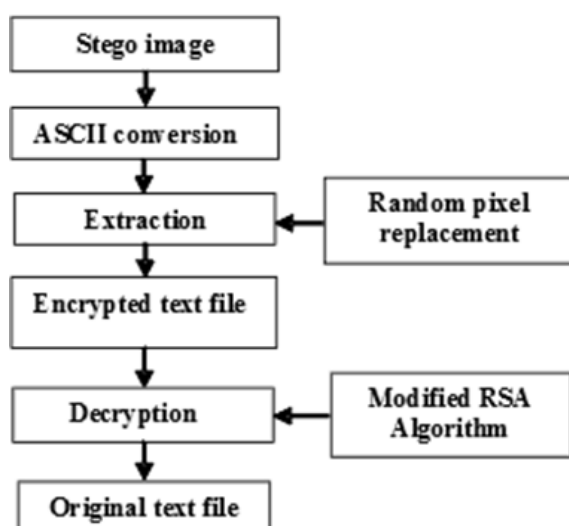 Stego image
ASCII conversion
Extraction
Random pixel
replacement
Encrypted text file
Decryption
Modified RSA
Algorithm
Original text file